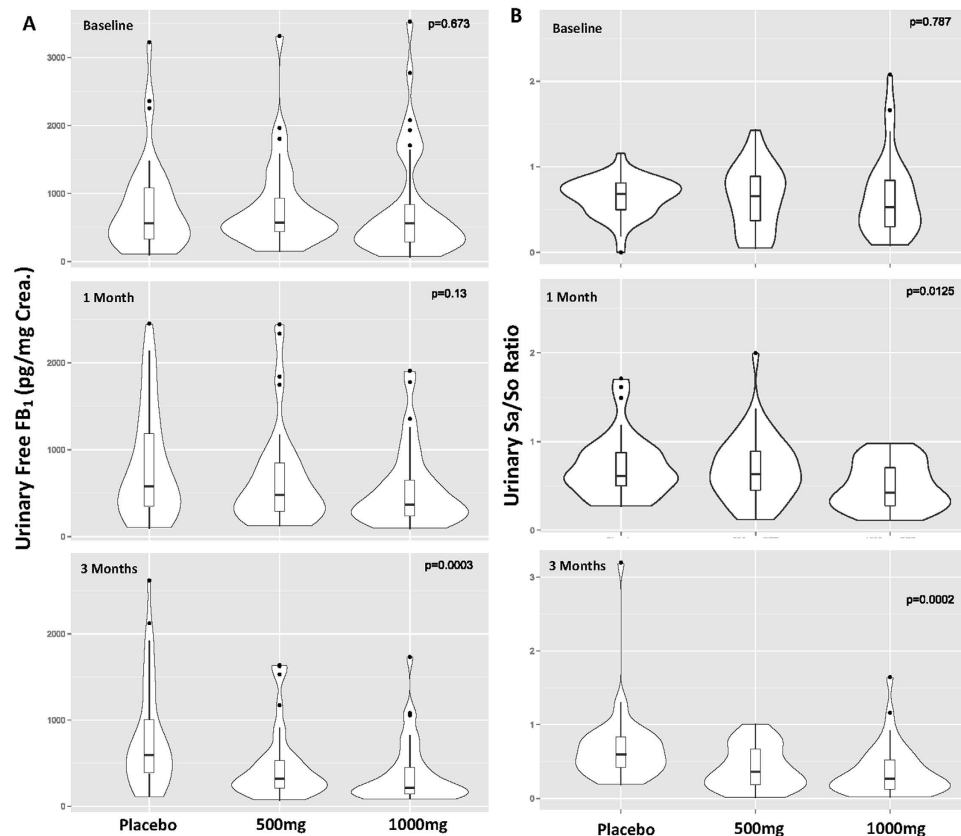 A
Baseline
p=0.673
3000
2000
1000
0
1 Month
p=0.13
2000
1000
0
3 Months
p=0.0003
2000
1000
0
Urinary Free FB₁ (pg/mg Crea.)
Placebo
500mg
1000mg
B
Baseline
p=0.787
2
1
0
1 Month
p=0.0125
2
1
0
3 Months
p=0.0002
3
2
1
0
Urinary Sa/So Ratio
Placebo
500mg
1000mg